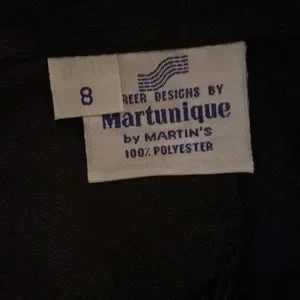 8
REER DESIGNS BY
Martunique
by MARTIN'S
100% POLYESTER